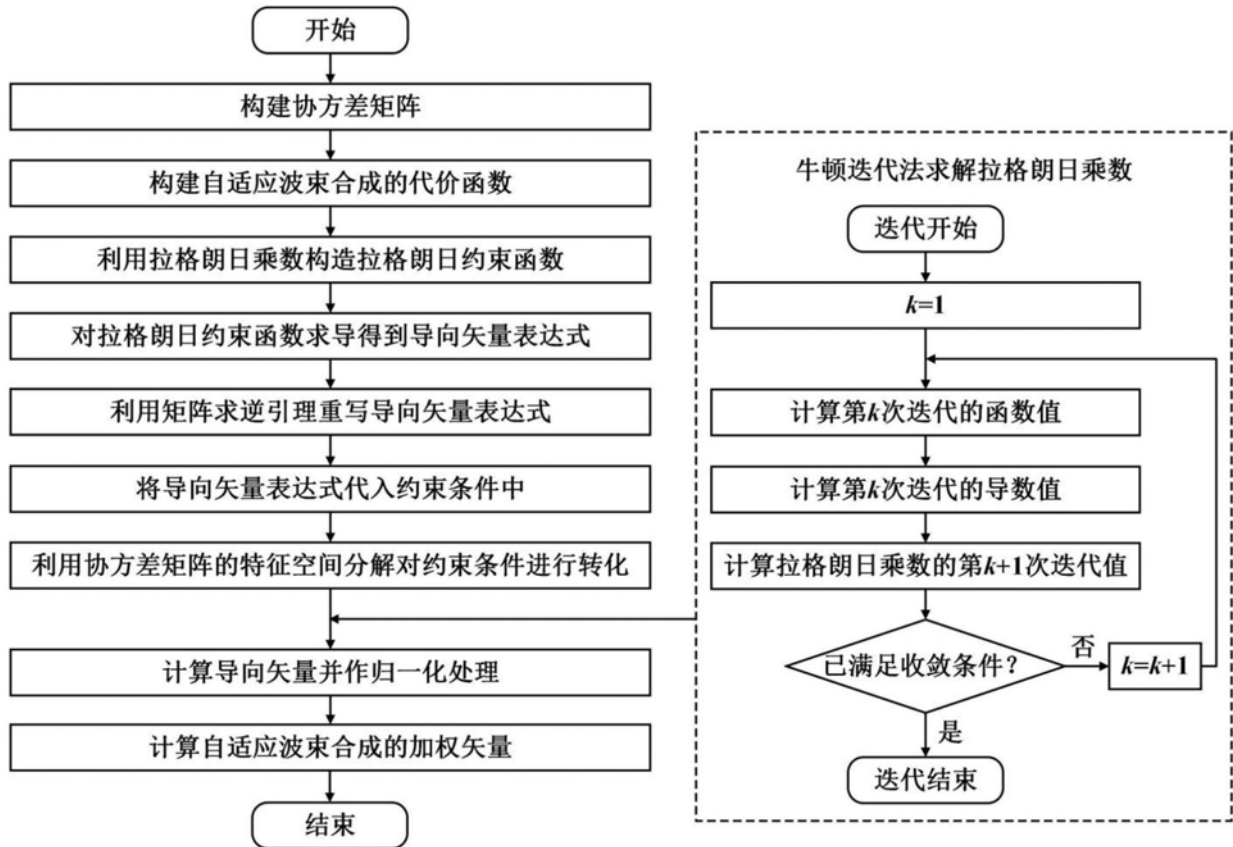 开始
构建协方差矩阵
构建自适应波束合成的代价函数
利用拉格朗日乘数构造拉格朗日约束函数
对拉格朗日约束函数求导得到导向矢量表达式
利用矩阵求逆引理重写导向矢量表达式
将导向矢量表达式代入约束条件中
利用协方差矩阵的特征空间分解对约束条件进行转化
计算导向矢量并作归一化处理
计算自适应波束合成的加权矢量
结束
牛顿迭代法求解拉格朗日乘数
迭代开始
k=1
计算第k次迭代的函数值
计算第k次迭代的导数值
计算拉格朗日乘数的第k+1次迭代值
已满足收敛条件？
否
k=k+1
是
迭代结束